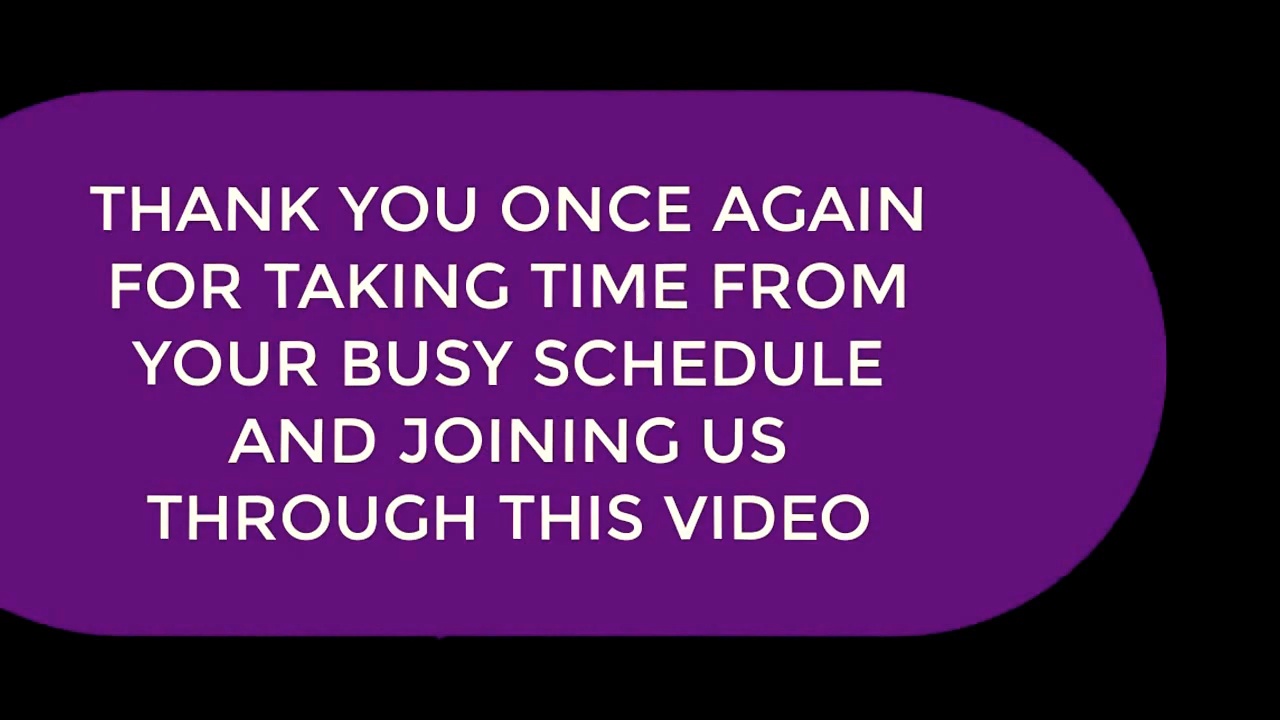 THANK YOU ONCE AGAIN
FOR TAKING TIME FROM
YOUR BUSY SCHEDULE
AND JOINING US
THROUGH THIS VIDEO